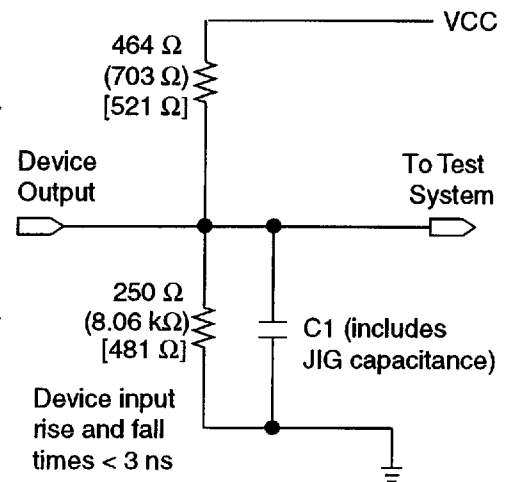 VCC
464 Ω
(703 Ω)
[521 Ω]
Device
Output
To Test
System
250 Ω
(8.06 kΩ)
[481 Ω]
C1 (includes
JIG capacitance)
Device input
rise and fall
times < 3 ns